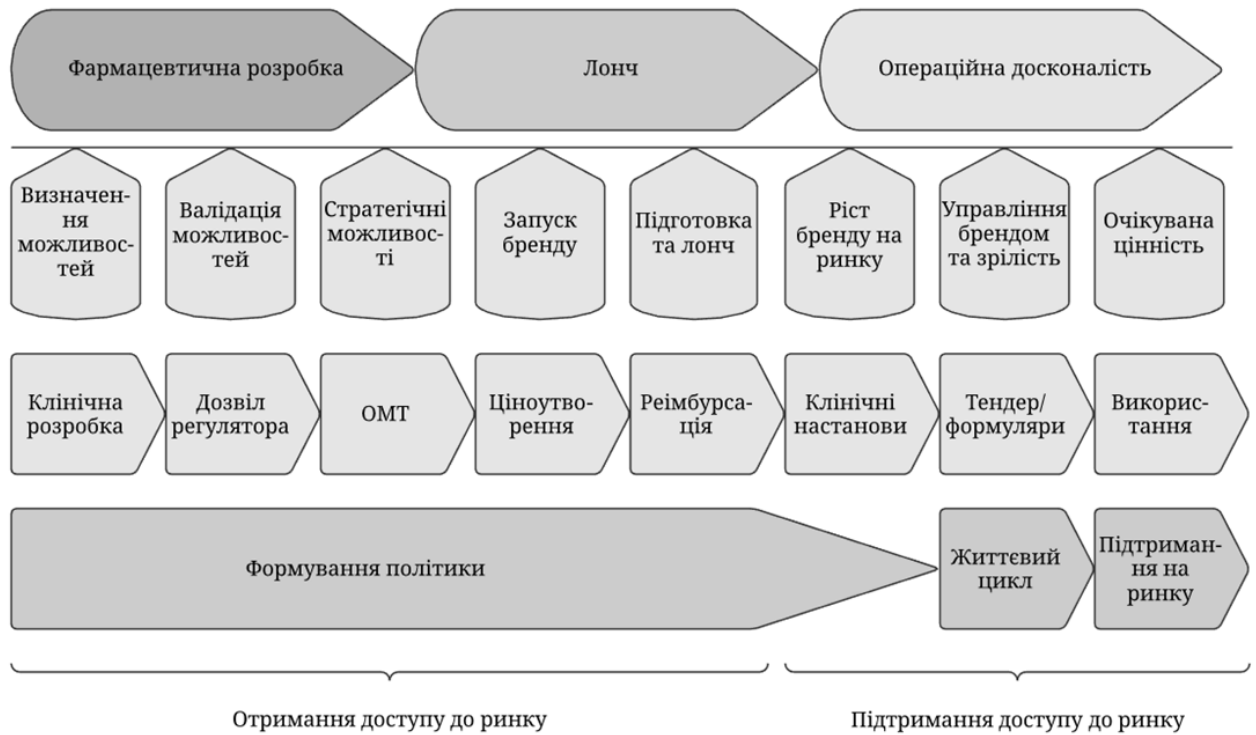 Фармацевтична розробка
Лонч
Операційна досконалість
Визначен-
ня
можливос-
тей
Валідація
можливос-
тей
Стратегічні
можливос-
ті
Запуск
бренду
Підготовка
та лонч
Ріст
бренду на
ринку
Управління
брендом
та зрілість
Очікувана
цінність
Клінічна
розробка
Дозвіл
регулятора
ОМТ
Ціноутво-
рення
Реімбурса-
ція
Клінічні
настанови
Тендер/
формуляри
Викорис-
тання
Формування політики
Життєвий
цикл
Підтриман-
ня на
ринку
Отримання доступу до ринку
Підтримання доступу до ринку